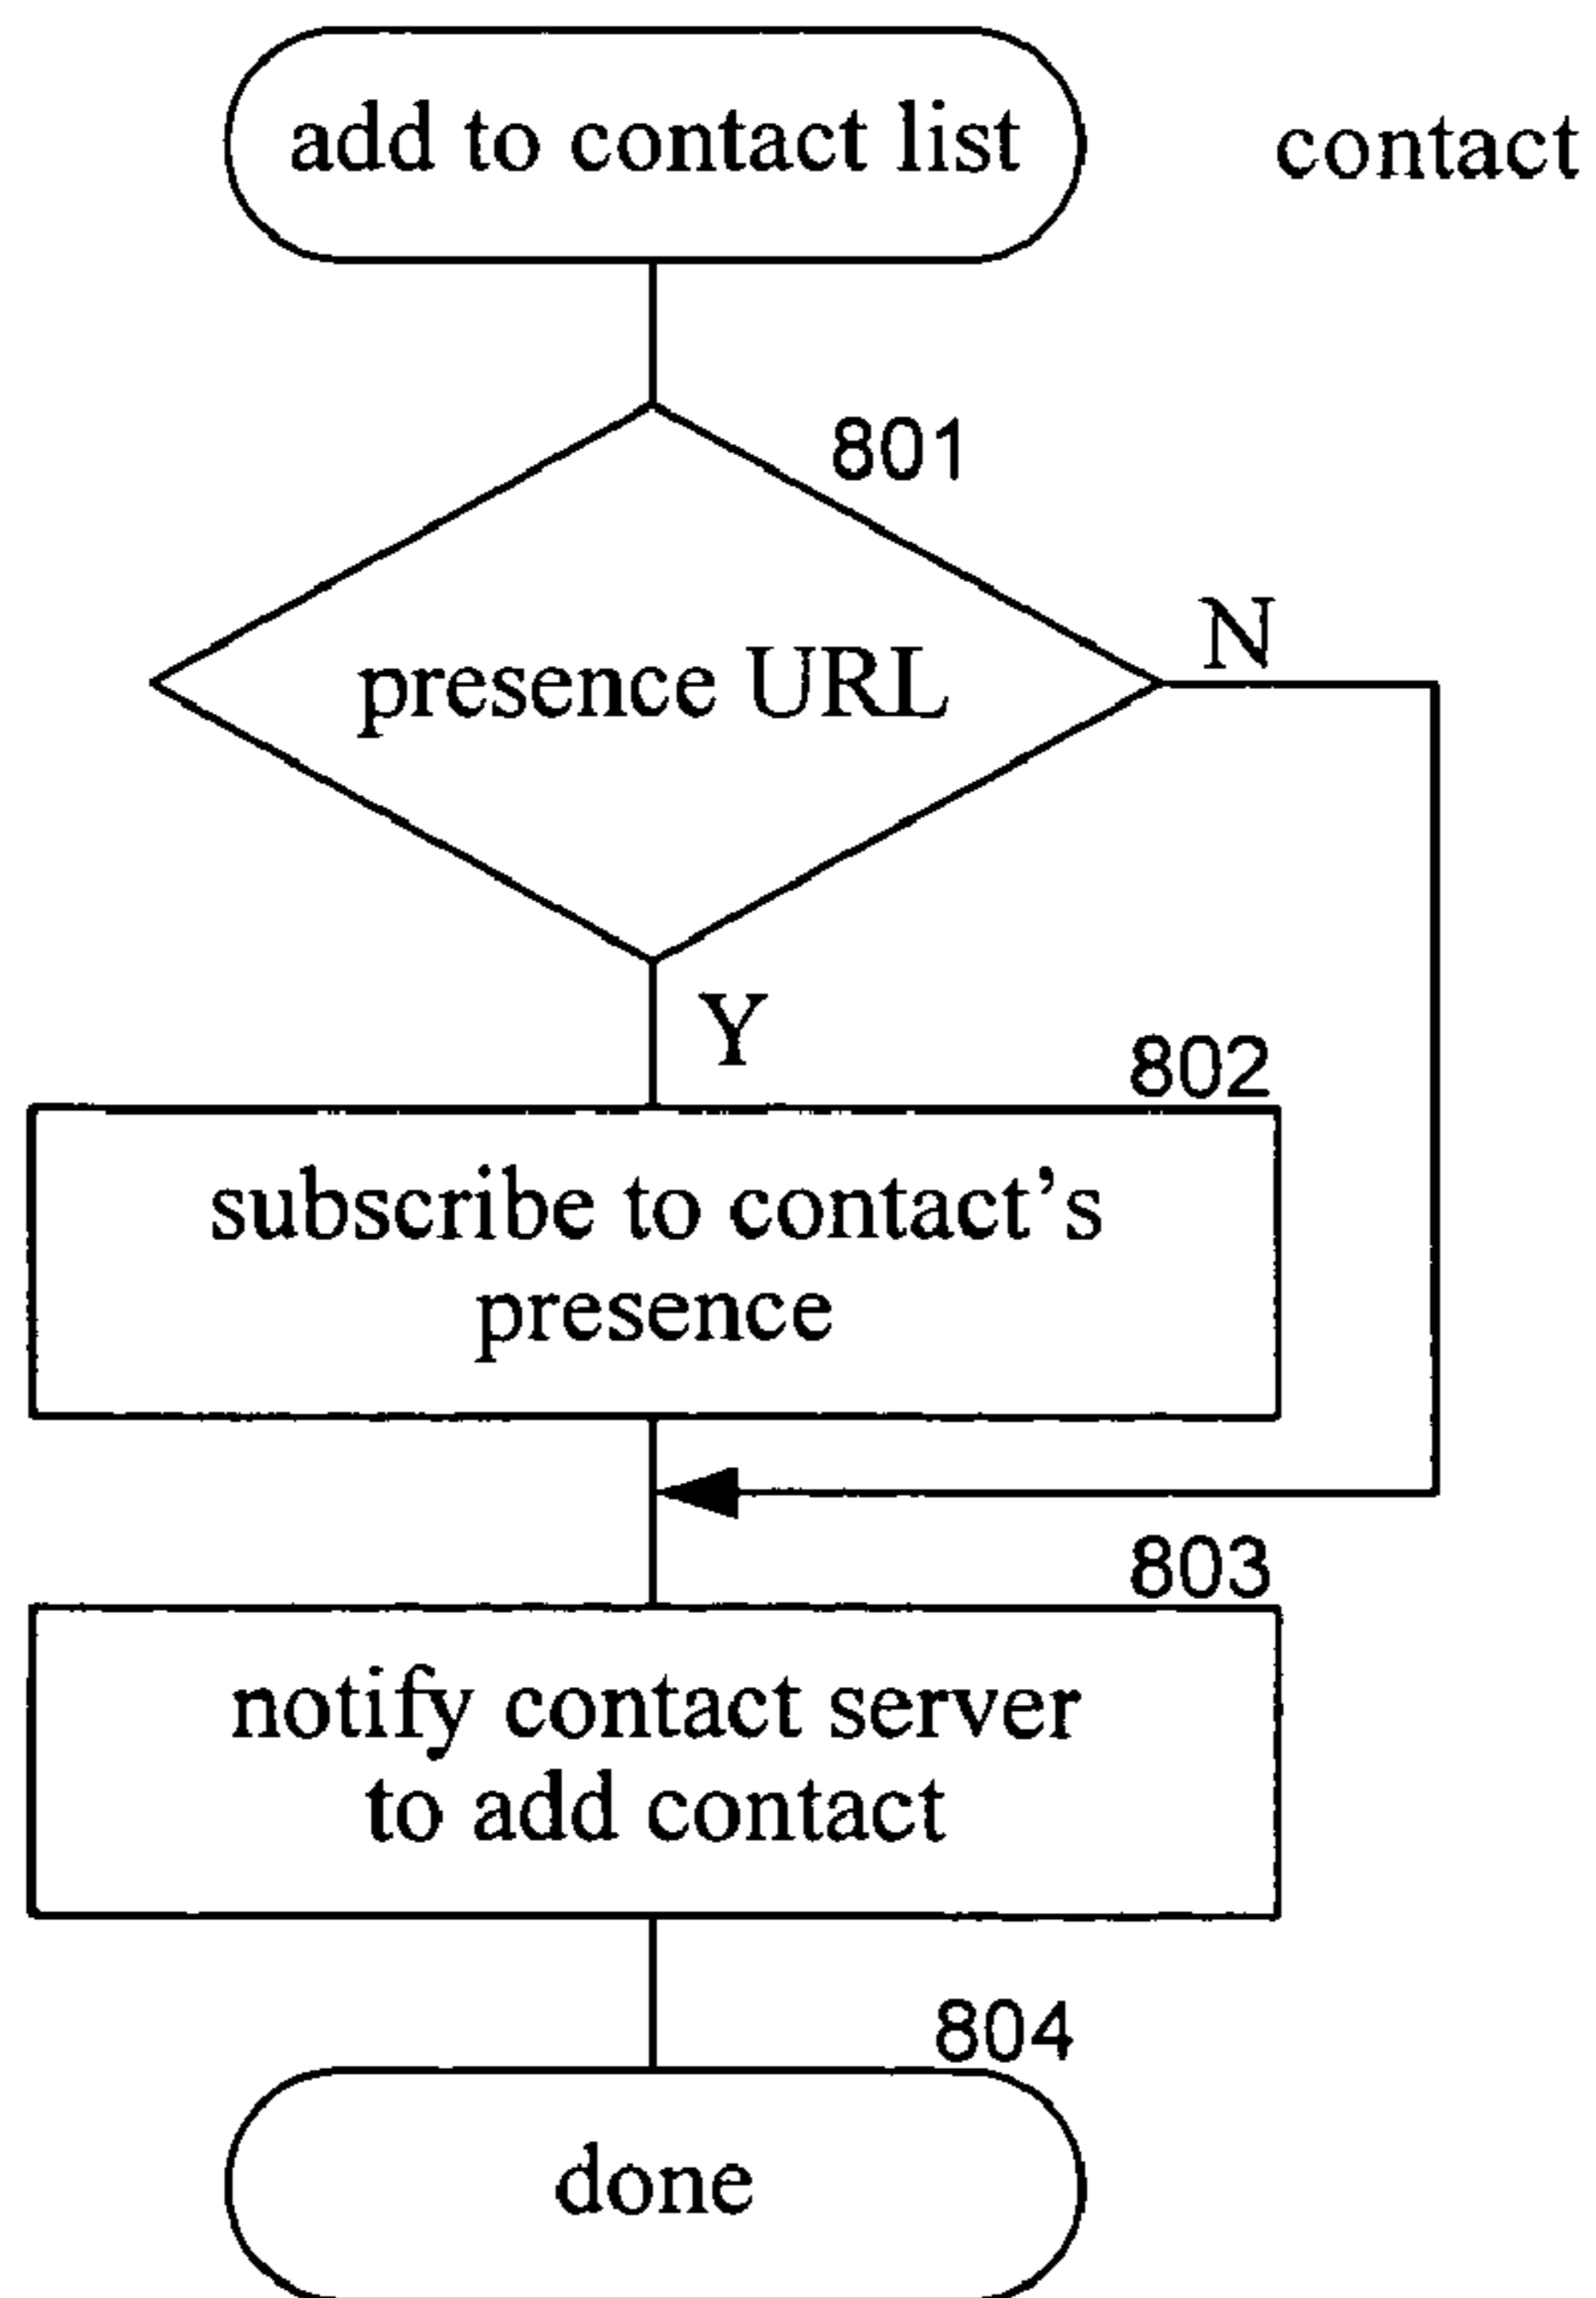 add to contact list
contact
801
presence URL
N
Y
802
subscribe to contact's
presence
803
notify contact server
to add contact
804
done